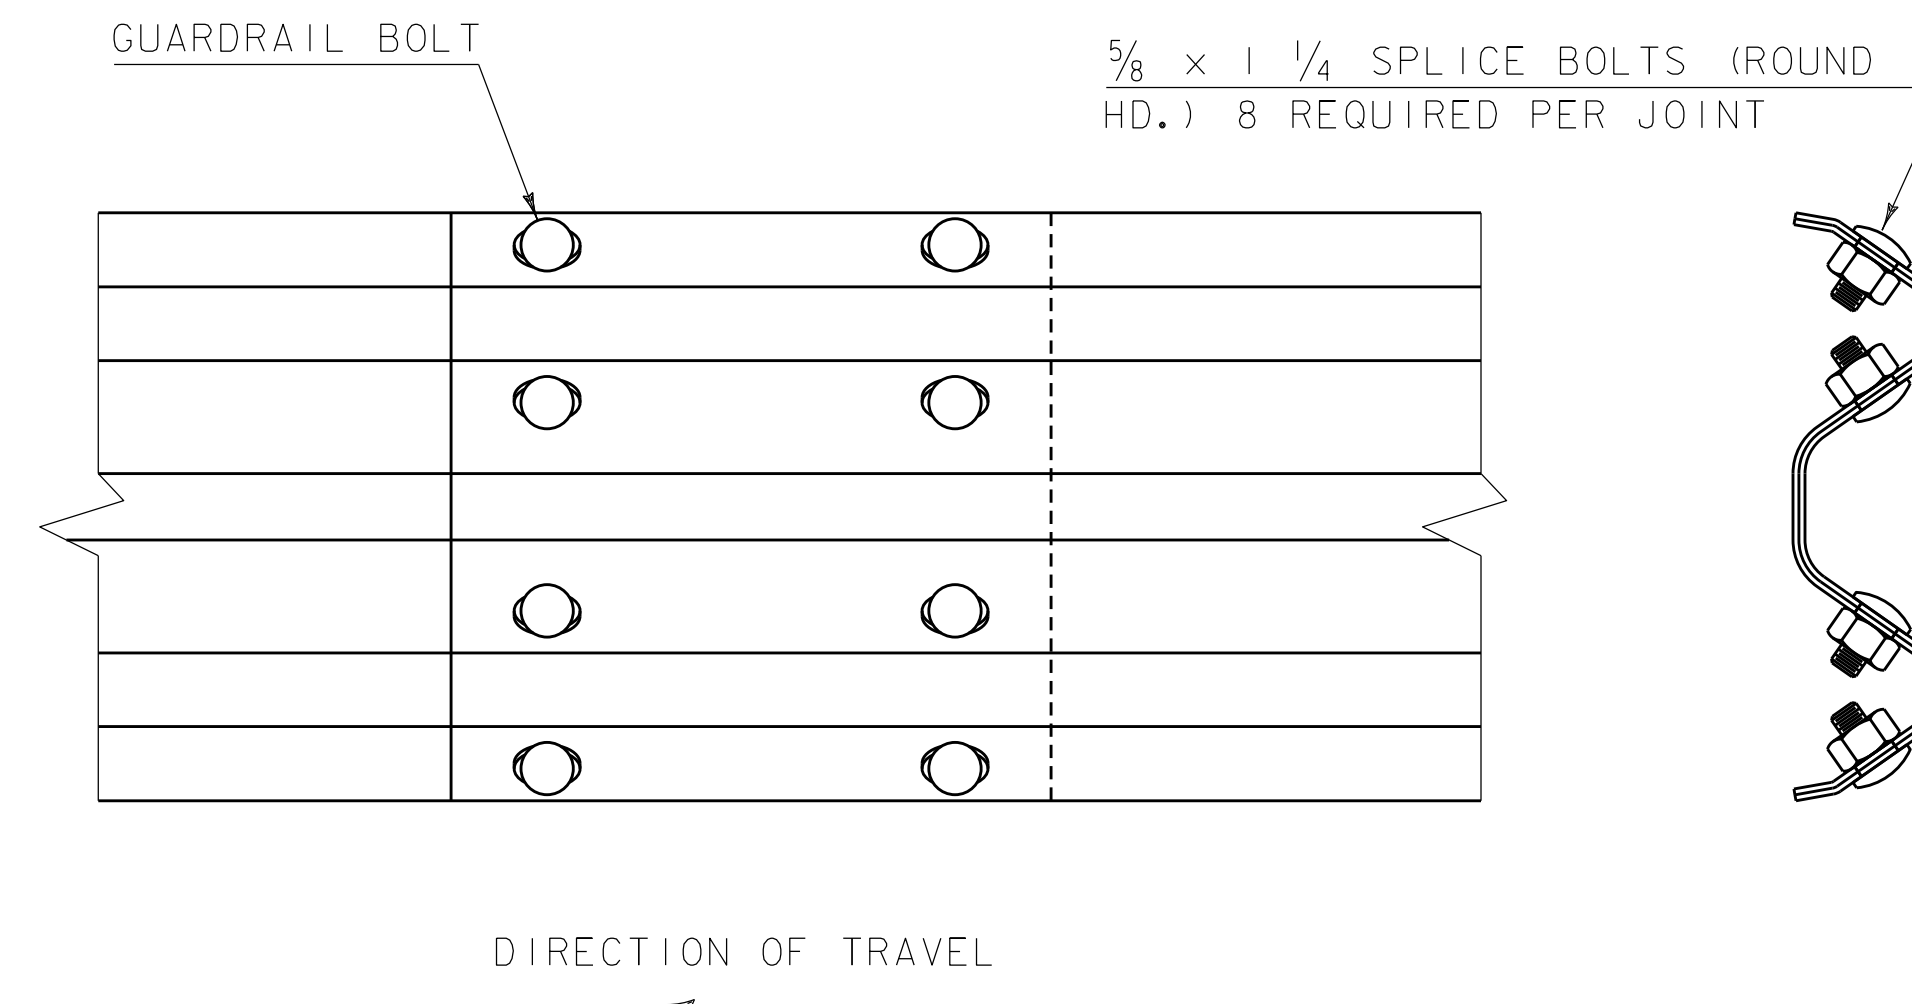 GUARDRAIL BOLT
5/8 x 1 1/4 SPLICE BOLTS (ROUND
HD.) 8 REQUIRED PER JOINT
DIRECTION OF TRAVEL